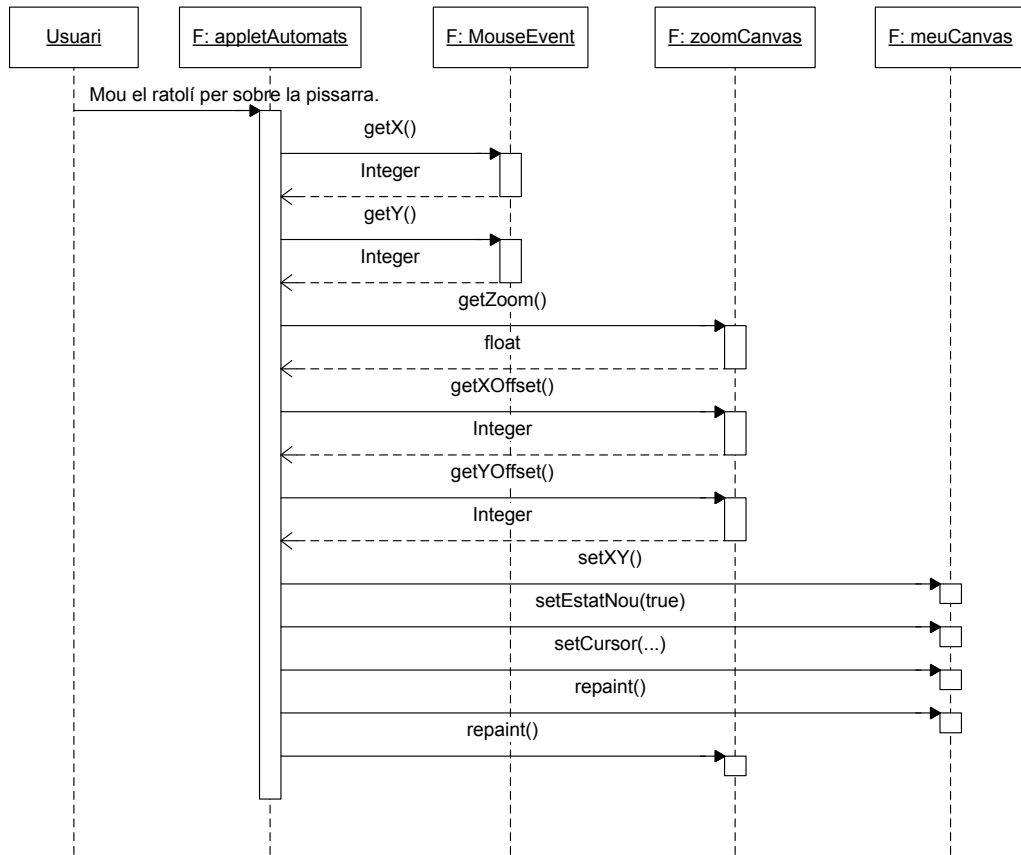 Usuari
F: appletAutomats
F: MouseEvent
F: zoomCanvas
F: meuCanvas
Mou el ratolí per sobre la pissarra.
getX()
Integer
getY()
Integer
getZoom()
float
getXOffset()
Integer
getYOffset()
Integer
setXY()
setEstatNou(true)
setCursor(...)
repaint()
repaint()